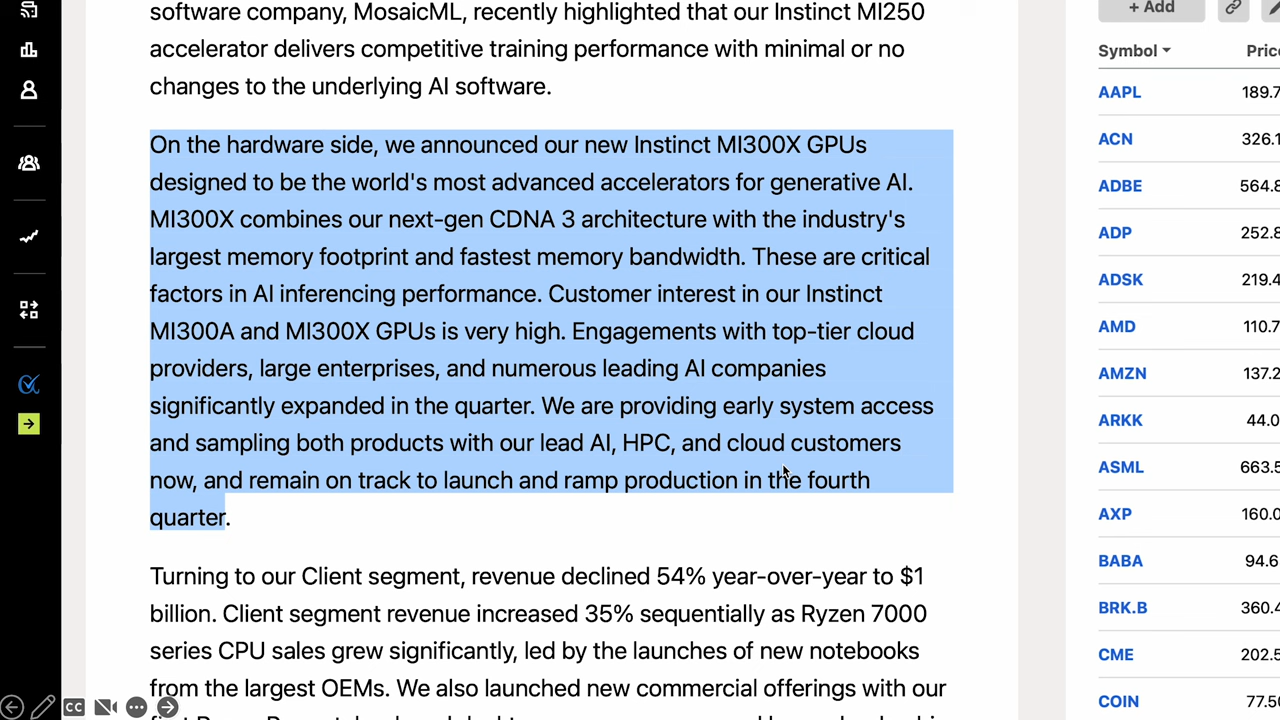 software company, MosaicML, recently highlighted that our Instinct MI250
accelerator delivers competitive training performance with minimal or no
changes to the underlying AI software.
On the hardware side, we announced our new Instinct MI300X GPUs
designed to be the world's most advanced accelerators for generative AI.
MI300X combines our next-gen CDNA 3 architecture with the industry's
largest memory footprint and fastest memory bandwidth. These are critical
factors in AI inferencing performance. Customer interest in our Instinct
MI300A and MI300X GPUs is very high. Engagements with top-tier cloud
providers, large enterprises, and numerous leading AI companies
significantly expanded in the quarter. We are providing early system access
and sampling both products with our lead AI, HPC, and cloud customers
now, and remain on track to launch and ramp production in the fourth
quarter.
Turning to our Client segment, revenue declined 54% year-over-year to $1
billion. Client segment revenue increased 35% sequentially as Ryzen 7000
series CPU sales grew significantly, led by the launches of new notebooks
from the largest OEMs. We also launched new commercial offerings with our
CC
+ Add
Symbol Pric
AAPL 189.7
ACN 326.1
ADBE 564.8
ADP 252.8
ADSK 219.4
AMD 110.7
AMZN 137.2
ARKK 44.0
ASML 663.5
AXP 160.0
BABA 94.6
BRK.B 360.4
CME 202.5
COIN 77.50